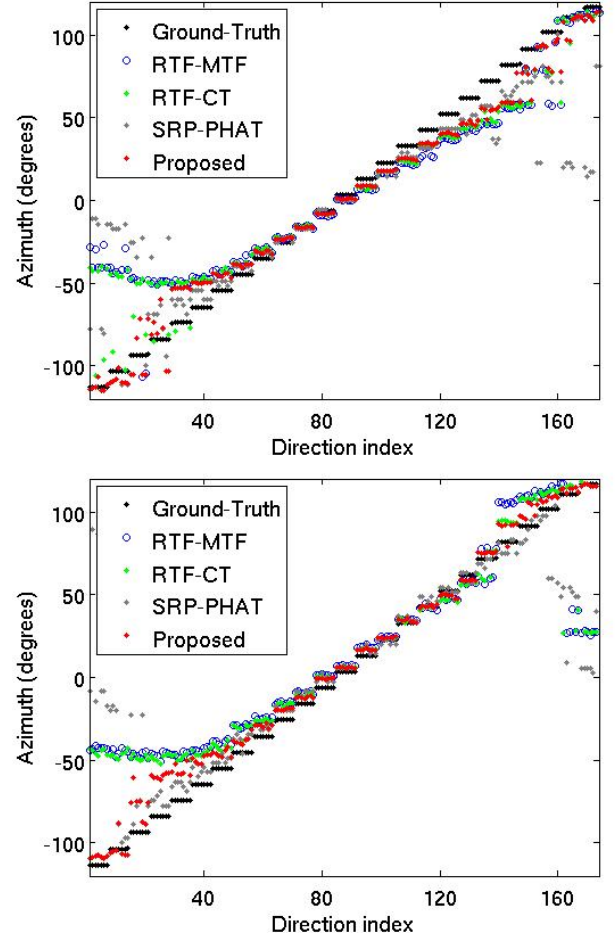 100
50
0
-50
-100
Azimuth (degrees)
Ground-Truth
RTF-MTF
RTF-CT
SRP-PHAT
Proposed
40
80
120
160
Direction index
100
50
0
-50
-100
Azimuth (degrees)
Ground-Truth
RTF-MTF
RTF-CT
SRP-PHAT
Proposed
40
80
120
160
Direction index